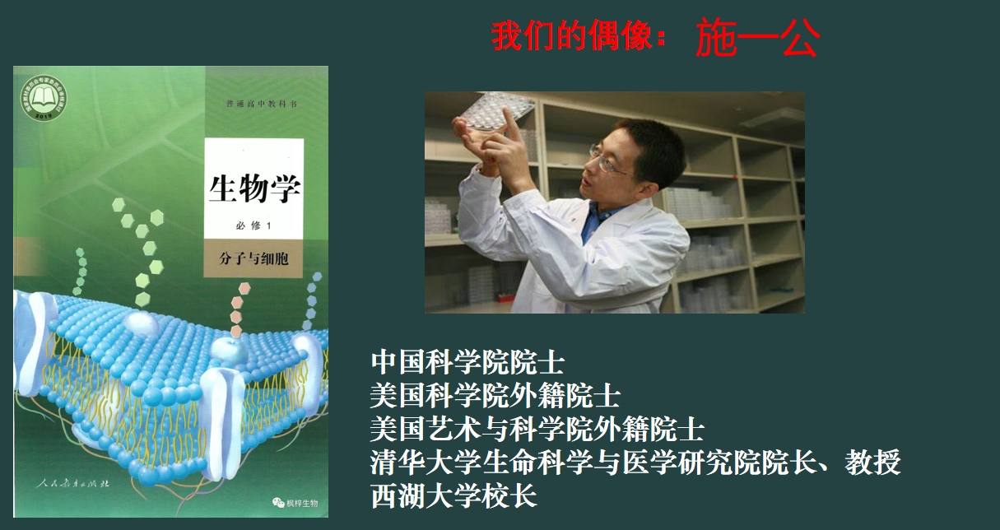 我们的偶像：施一公
普通高中教科书
生物学
必修1
分子与细胞
2019
人民教育出版社
枫梓生物
中国科学院院士
美国科学院外籍院士
美国艺术与科学院外籍院士
清华大学生命科学与医学研究院院长、教授
西湖大学校长